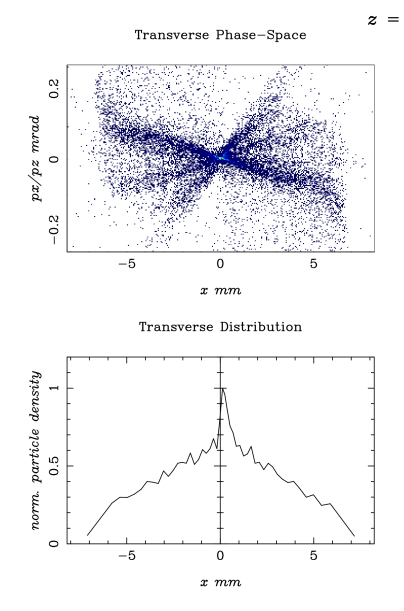 z =
Transverse Phase-Space
px/pz mrad
0.2
0
-0.2
-5 0 5
x mm
Transverse Distribution
norm. particle density
1
0.5
0
-5 0 5
x mm